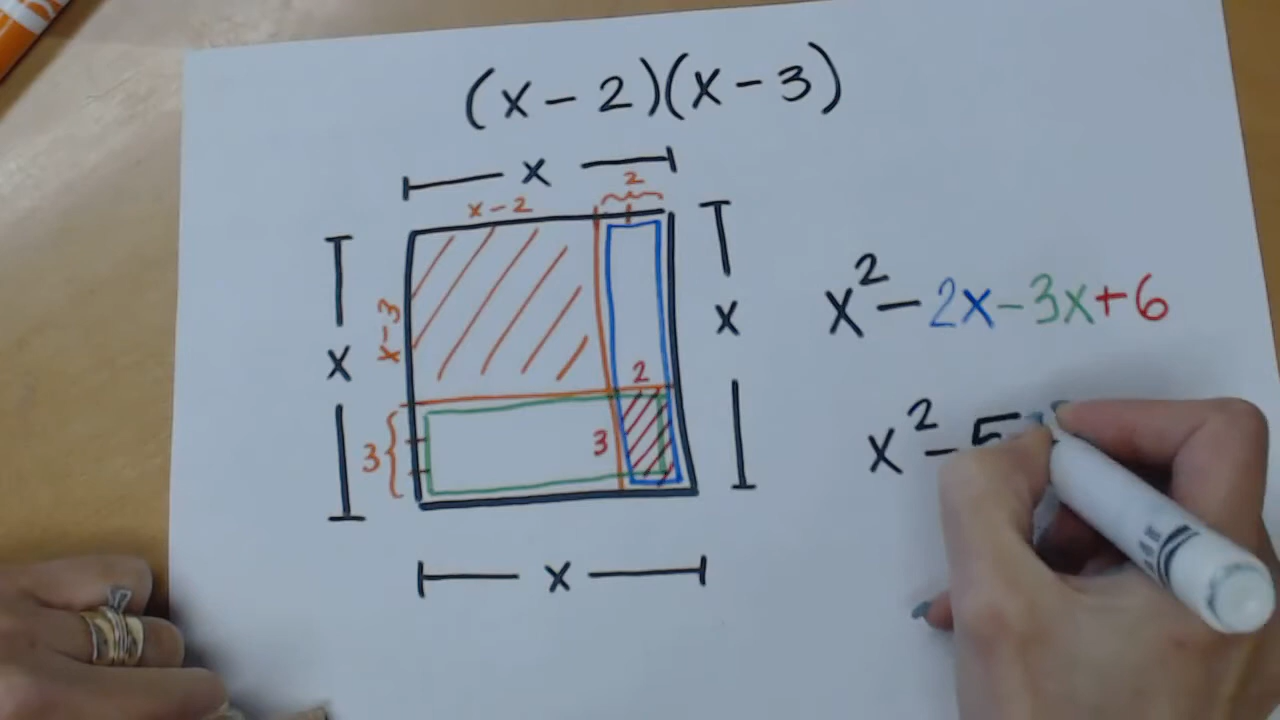 (x - 2)(x - 3)
x
2
x - 2
x - 3
x
x
x² - 2x - 3x + 6
2
3
3
x² - 5
x